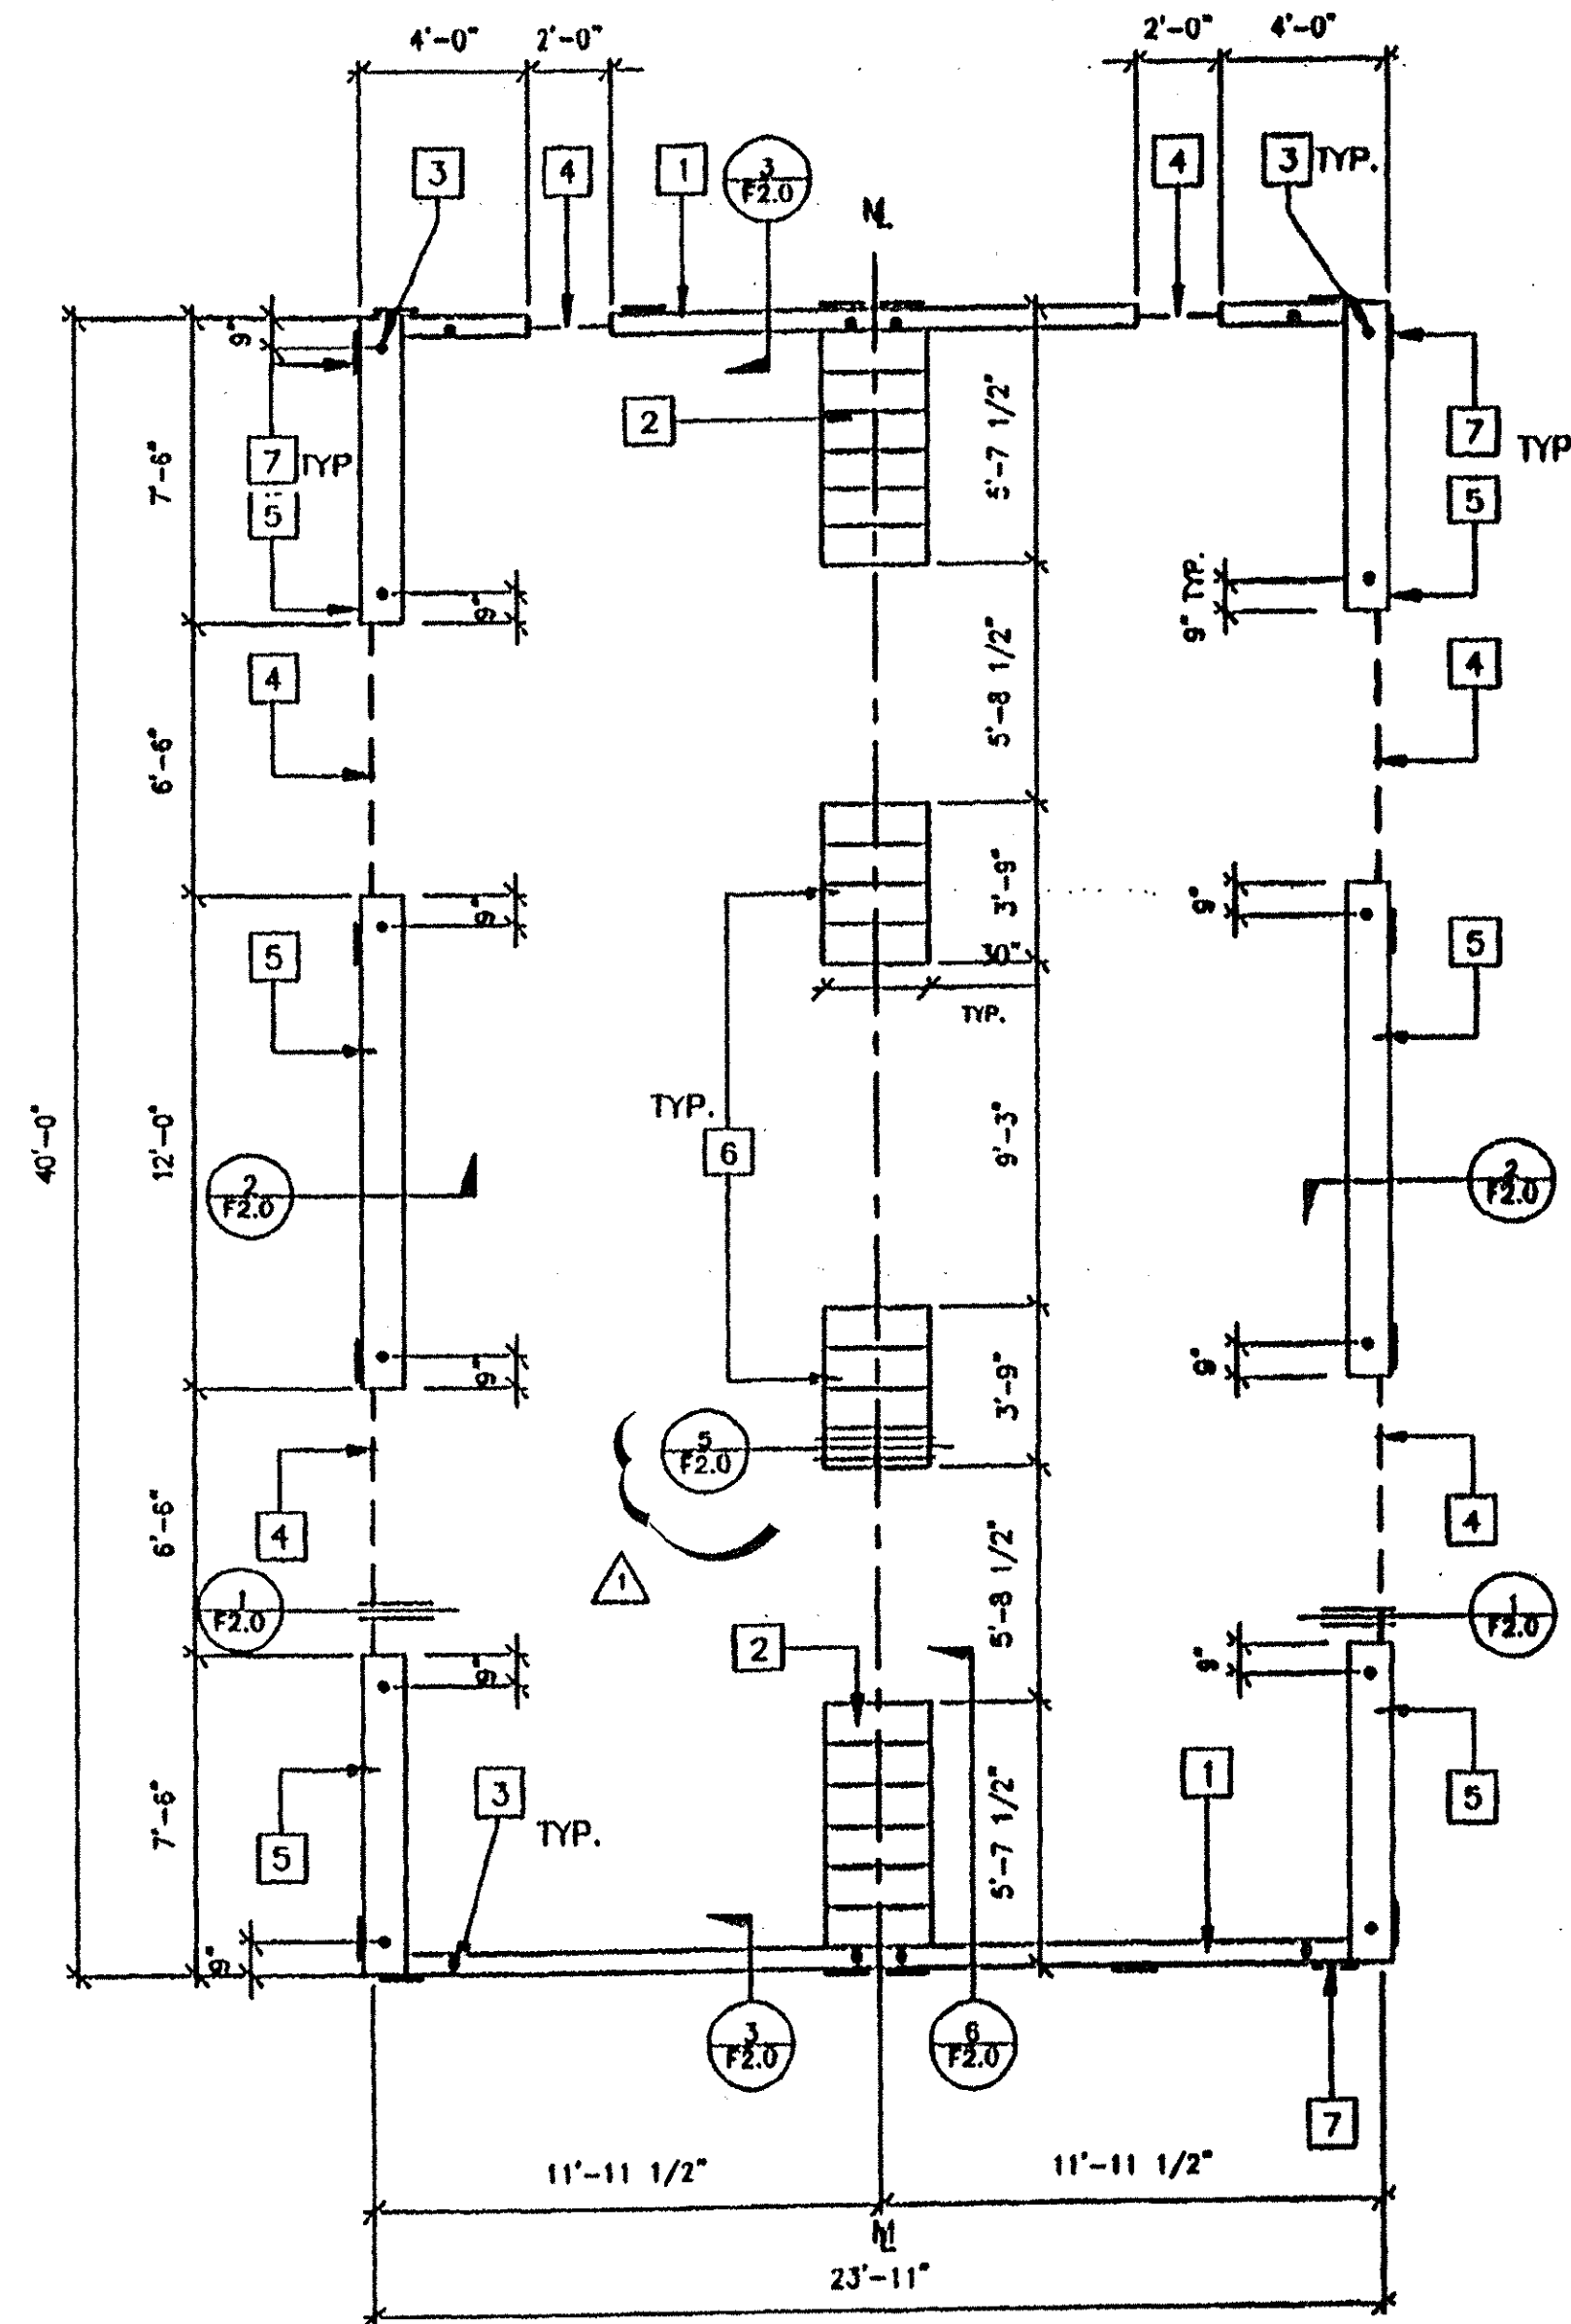 4'-0" 2'-0" 2'-0" 4'-0"
3 4 1 3 F2.0 4 3 TYP.
ML
9"
2
7 TYP 7 TYP
5 5
7'-6" 5'-7 1/2"
9" 9" TYP.
4 4
6'-6" 5'-8 1/2"
9" 3'-9" 9"
5 5
30"
TYP.
TYP.
6
40'-0" 12'-0" 9'-3"
2 F2.0 2 F2.0
9" 3'-9" 9"
5 F2.0
4 4
6'-6" 5'-8 1/2"
1
1 F2.0 1 F2.0
2
9" 9"
3 TYP. 1
7'-6" 5'-7 1/2" 5
5
9"
3 F2.0 6 F2.0
7
11'-11 1/2" 11'-11 1/2"
ML
23'-11"